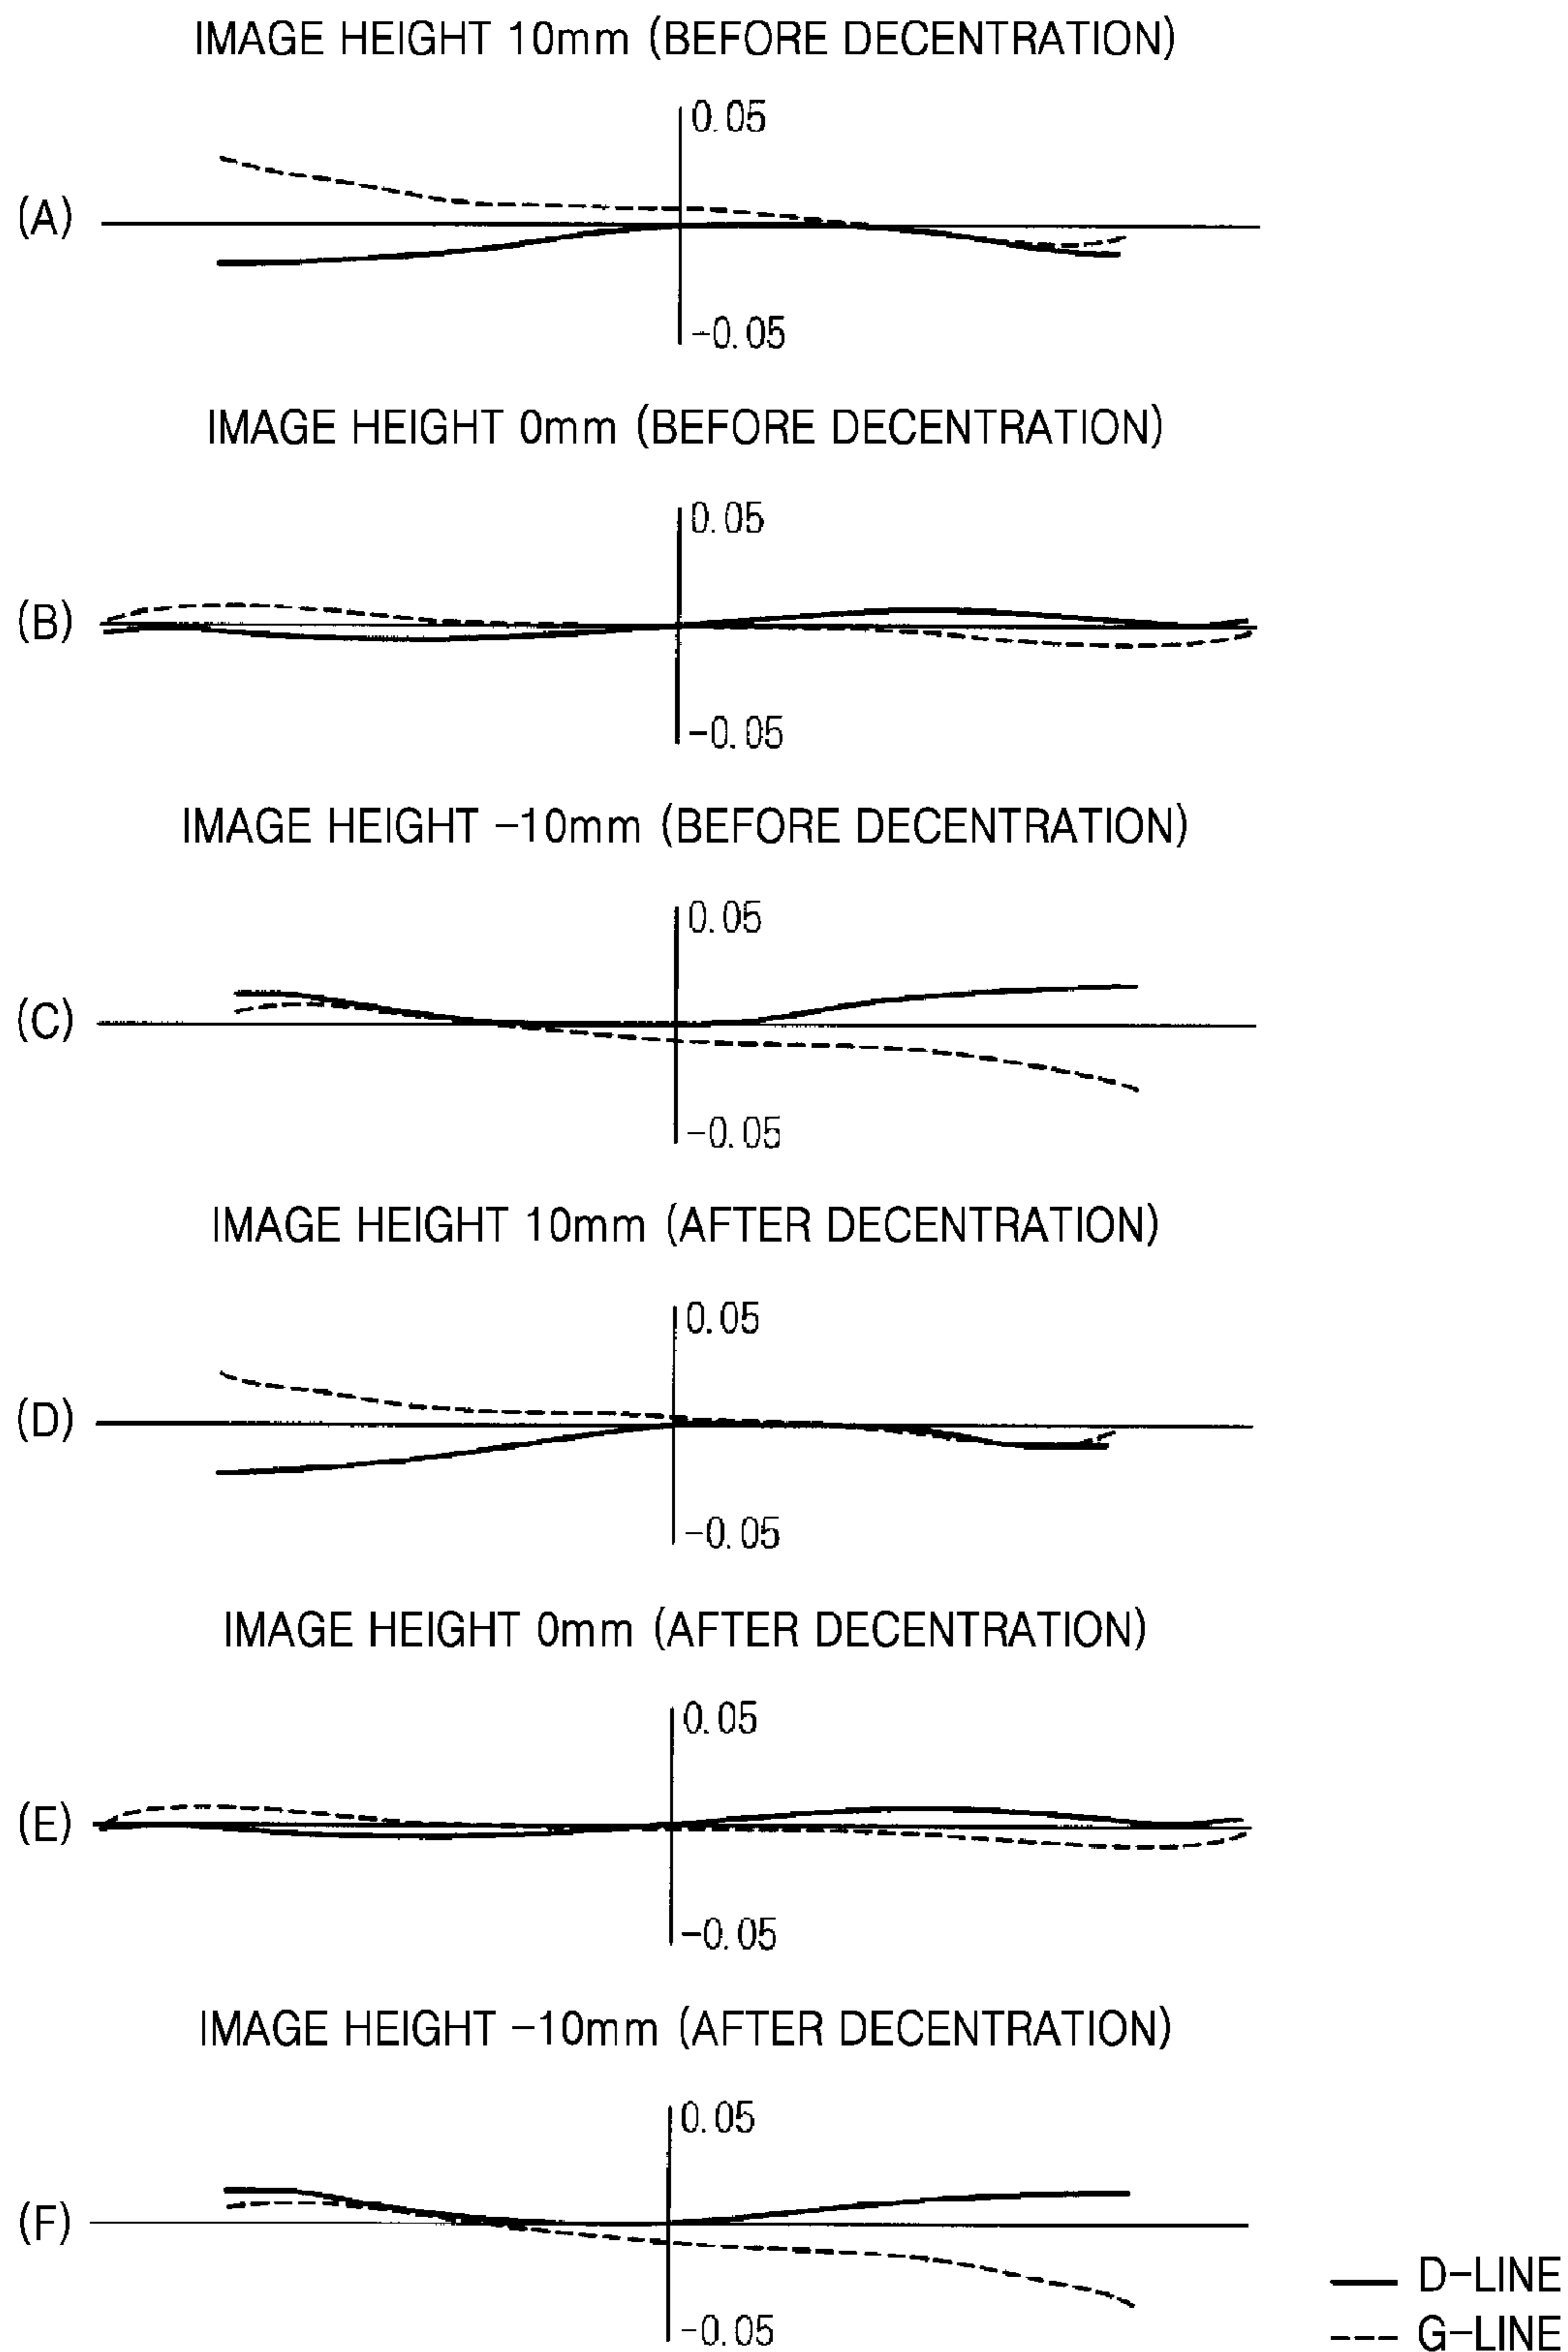 IMAGE HEIGHT 10mm (BEFORE DECENTRATION)
0.05
(A)
-0.05
IMAGE HEIGHT 0mm (BEFORE DECENTRATION)
0.05
(B)
-0.05
IMAGE HEIGHT -10mm (BEFORE DECENTRATION)
0.05
(C)
-0.05
IMAGE HEIGHT 10mm (AFTER DECENTRATION)
0.05
(D)
-0.05
IMAGE HEIGHT 0mm (AFTER DECENTRATION)
0.05
(E)
-0.05
IMAGE HEIGHT -10mm (AFTER DECENTRATION)
0.05
(F)
-0.05
D-LINE
G-LINE